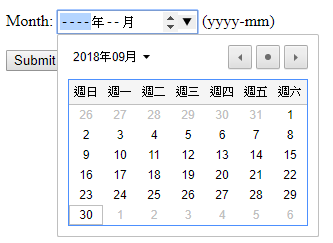 Month: ----年--月 (yyyy-mm)
Submit
2018年09月
週日 週一 週二 週三 週四 週五 週六
26 27 28 29 30 31 1
2 3 4 5 6 7 8
9 10 11 12 13 14 15
16 17 18 19 20 21 22
23 24 25 26 27 28 29
30 1 2 3 4 5 6